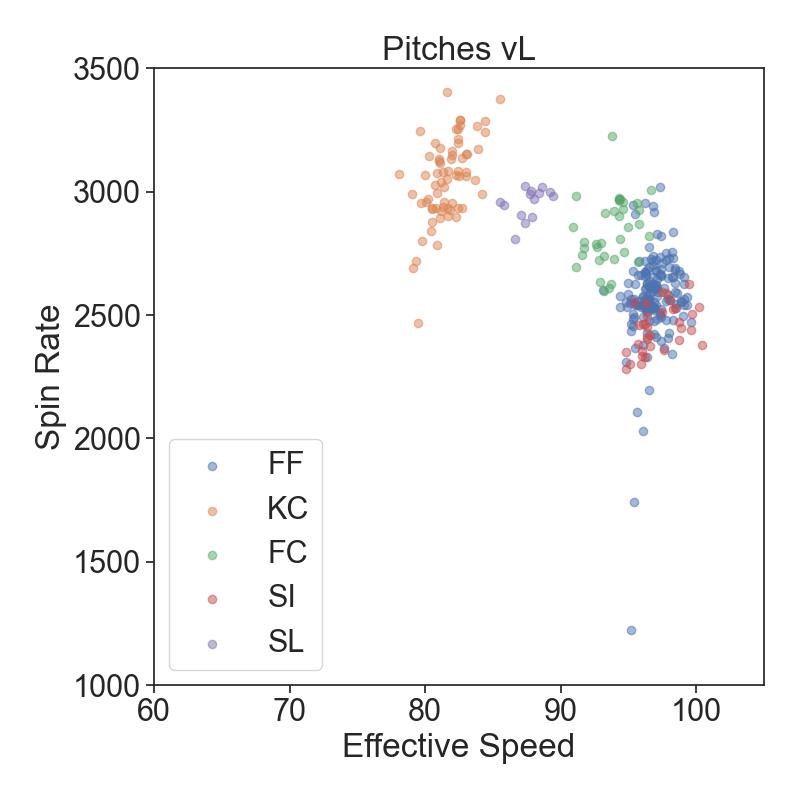 Pitches vL
3500
3000
2500
2000
1500
1000
Spin Rate
FF
KC
FC
SI
SL
60 70 80 90 100
Effective Speed